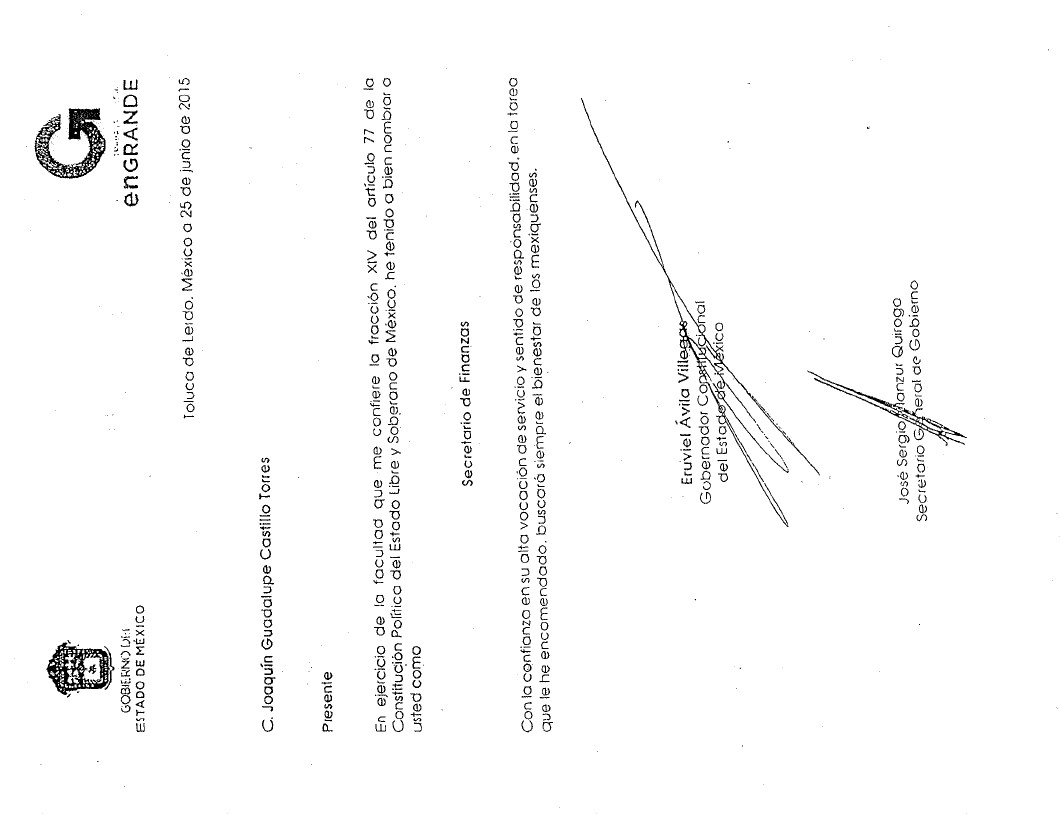 GOBIERNO DEL
ESTADO DE MÉXICO
enGRANDE
Toluca de Lerdo, México a 25 de junio de 2015
C. Joaquín Guadalupe Castillo Torres
Presente
En ejercicio de la facultad que me confiere la fracción XIV del artículo 77 de la
Constitución Política del Estado Libre y Soberano de México, he tenido a bien nombrar a
usted como
Secretario de Finanzas
Con la confianza en su alta vocación de servicio y sentido de responsabilidad, en la tarea
que le he encomendado, buscará siempre el bienestar de los mexiquenses.
Eruviel Ávila Villegas
Gobernador Constitucional
del Estado de México
José Sergio Manzur Quiroga
Secretario General de Gobierno